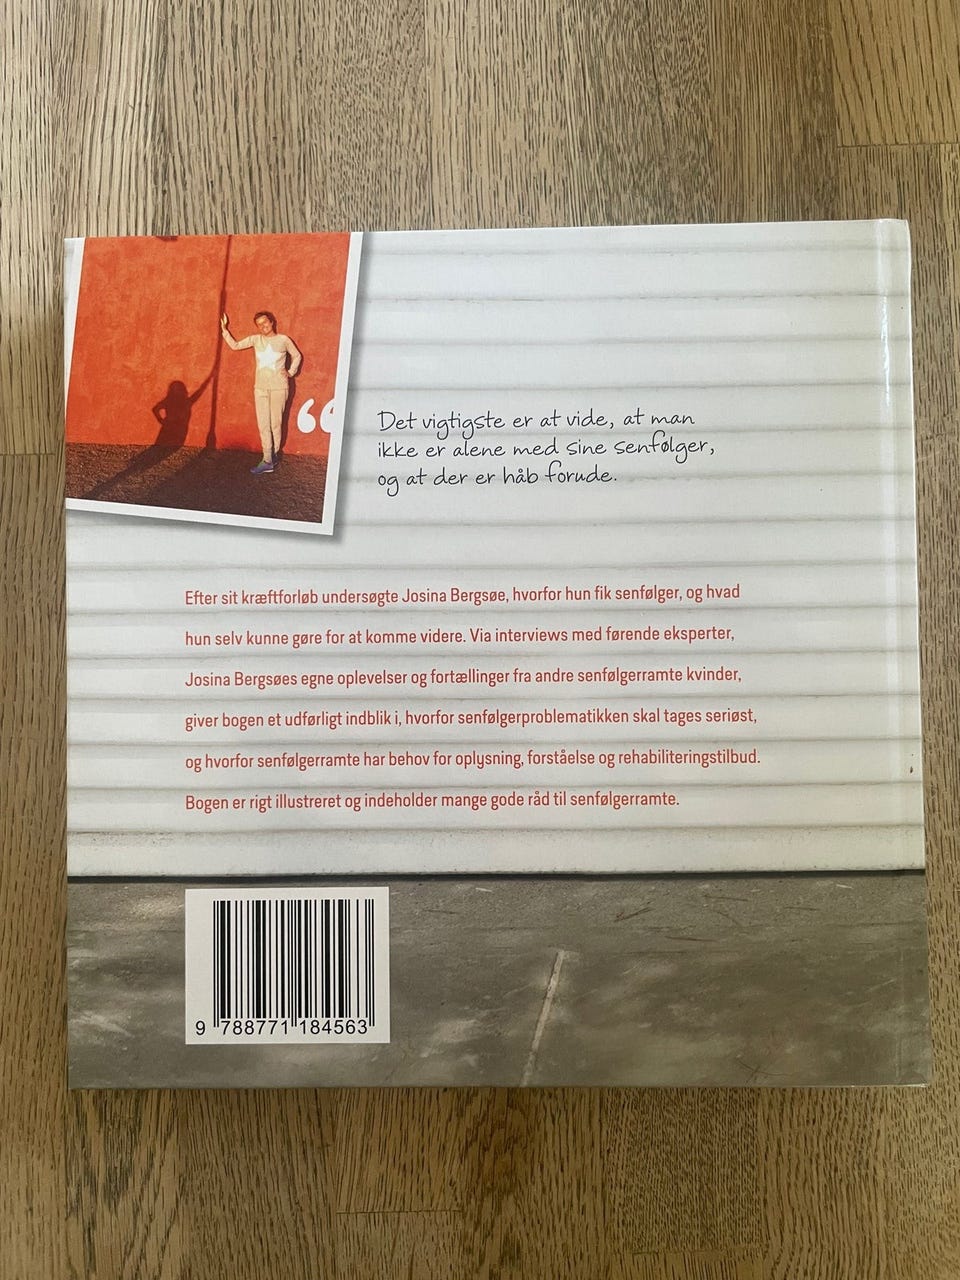 “
Det vigtigste er at vide, at man
ikke er alene med sine senfølger,
og at der er håb forude.
Efter sit kræftforløb undersøgte Josina Bergsøe, hvorfor hun fik senfølger, og hvad
hun selv kunne gøre for at komme videre. Via interviews med førende eksperter,
Josina Bergsøes egne oplevelser og fortællinger fra andre senfølgerramte kvinder,
giver bogen et udførligt indblik i, hvorfor senfølgerproblematikken skal tages seriøst,
og hvorfor senfølgerramte har behov for oplysning, forståelse og rehabiliteringstilbud.
Bogen er rigt illustreret og indeholder mange gode råd til senfølgerramte.
9 788771 184563